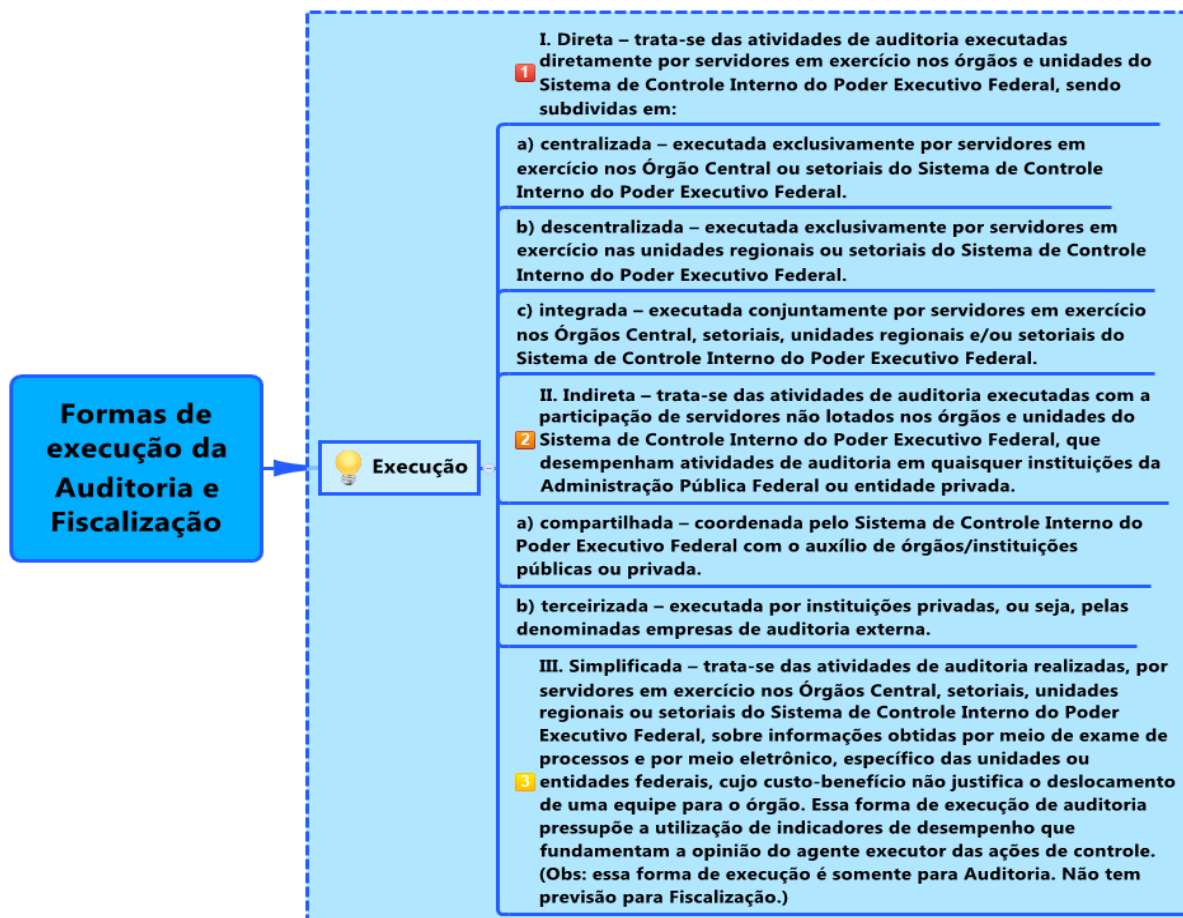 Formas de
execução da
Auditoria e
Fiscalização
Execução
I. Direta – trata-se das atividades de auditoria executadas
1 diretamente por servidores em exercício nos órgãos e unidades do
Sistema de Controle Interno do Poder Executivo Federal, sendo
subdividas em:
a) centralizada – executada exclusivamente por servidores em
exercício nos Órgão Central ou setoriais do Sistema de Controle
Interno do Poder Executivo Federal.
b) descentralizada – executada exclusivamente por servidores em
exercício nas unidades regionais ou setoriais do Sistema de Controle
Interno do Poder Executivo Federal.
c) integrada – executada conjuntamente por servidores em exercício
nos Órgãos Central, setoriais, unidades regionais e/ou setoriais do
Sistema de Controle Interno do Poder Executivo Federal.
II. Indireta – trata-se das atividades de auditoria executadas com a
participação de servidores não lotados nos órgãos e unidades do
2 Sistema de Controle Interno do Poder Executivo Federal, que
desempenham atividades de auditoria em quaisquer instituições da
Administração Pública Federal ou entidade privada.
a) compartilhada – coordenada pelo Sistema de Controle Interno do
Poder Executivo Federal com o auxílio de órgãos/instituições
públicas ou privada.
b) terceirizada – executada por instituições privadas, ou seja, pelas
denominadas empresas de auditoria externa.
III. Simplificada – trata-se das atividades de auditoria realizadas, por
servidores em exercício nos Órgãos Central, setoriais, unidades
regionais ou setoriais do Sistema de Controle Interno do Poder
Executivo Federal, sobre informações obtidas por meio de exame de
processos e por meio eletrônico, específico das unidades ou
3 entidades federais, cujo custo-benefício não justifica o deslocamento
de uma equipe para o órgão. Essa forma de execução de auditoria
pressupõe a utilização de indicadores de desempenho que
fundamentam a opinião do agente executor das ações de controle.
(Obs: essa forma de execução é somente para Auditoria. Não tem
previsão para Fiscalização.)